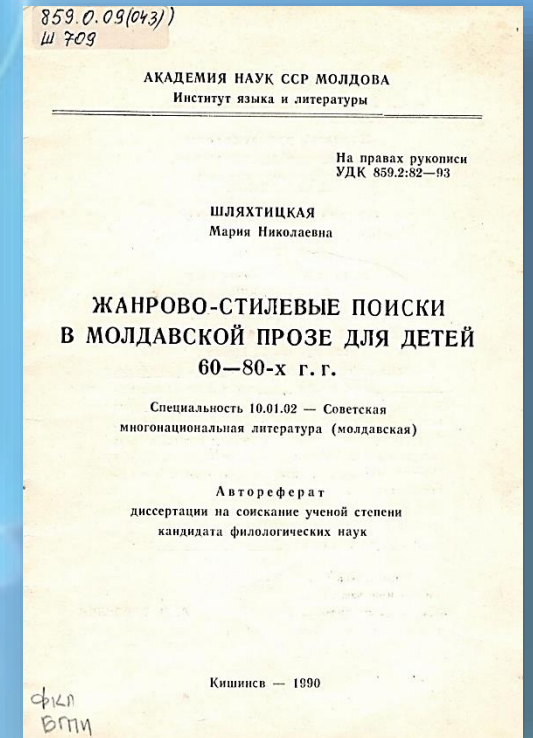 859.0.09(043))
Ш 709
АКАДЕМИЯ НАУК ССР МОЛДОВА
Институт языка и литературы
На правах рукописи
УДК 859.2:82—93
ШЛЯХТИЦКАЯ
Мария Николаевна
ЖАНРОВО-СТИЛЕВЫЕ ПОИСКИ
В МОЛДАВСКОЙ ПРОЗЕ ДЛЯ ДЕТЕЙ
60—80-х г. г.
Специальность 10.01.02 — Советская
многонациональная литература (молдавская)
Автореферат
диссертации на соискание ученой степени
кандидата филологических наук
Кишинев — 1990
ФКЛ
БГПИ